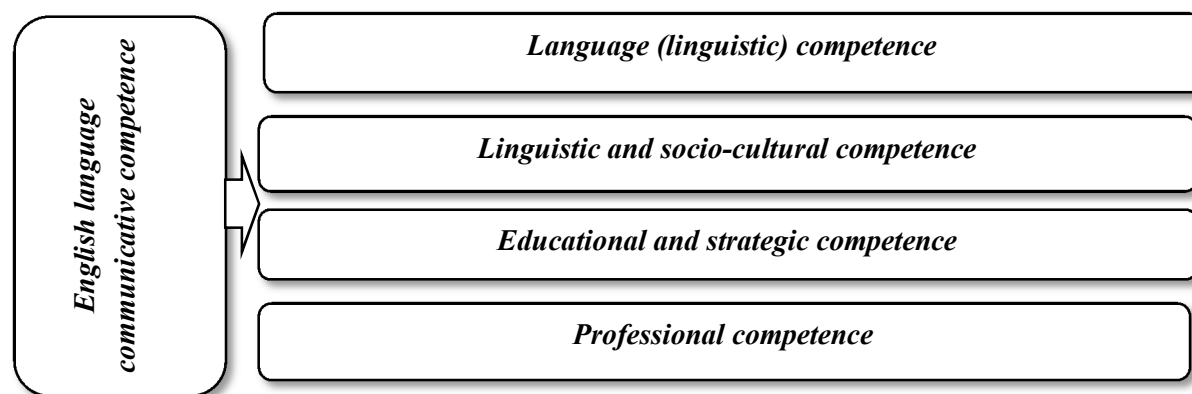 English language
communicative competence
Language (linguistic) competence
Linguistic and socio-cultural competence
Educational and strategic competence
Professional competence